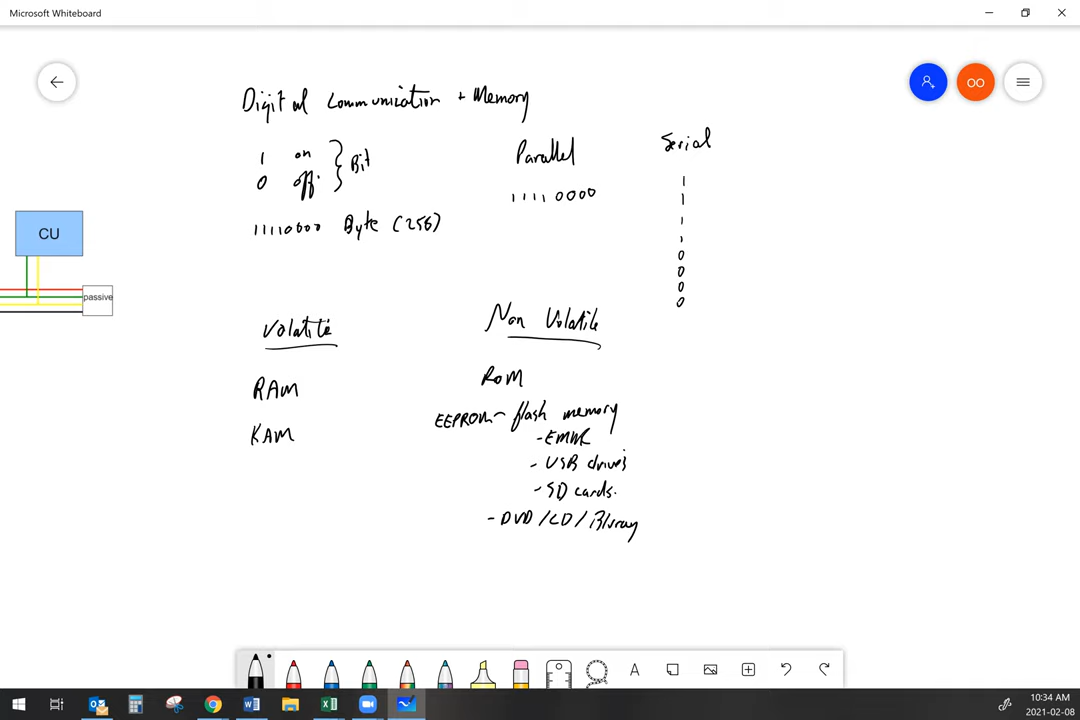 Microsoft Whiteboard
Digital Communication + Memory
1 on } Bit
0 off
11110000 Byte (256)
Parallel
11110000
Serial
1
1
1
1
0
0
0
0
CU
passive
Volatile
RAM
KAM
Non Volatile
ROM
EEPROM - flash memory
- USB drives
- SD cards.
- DVD / CD / Bluray
A
10:34 AM
2021-02-08